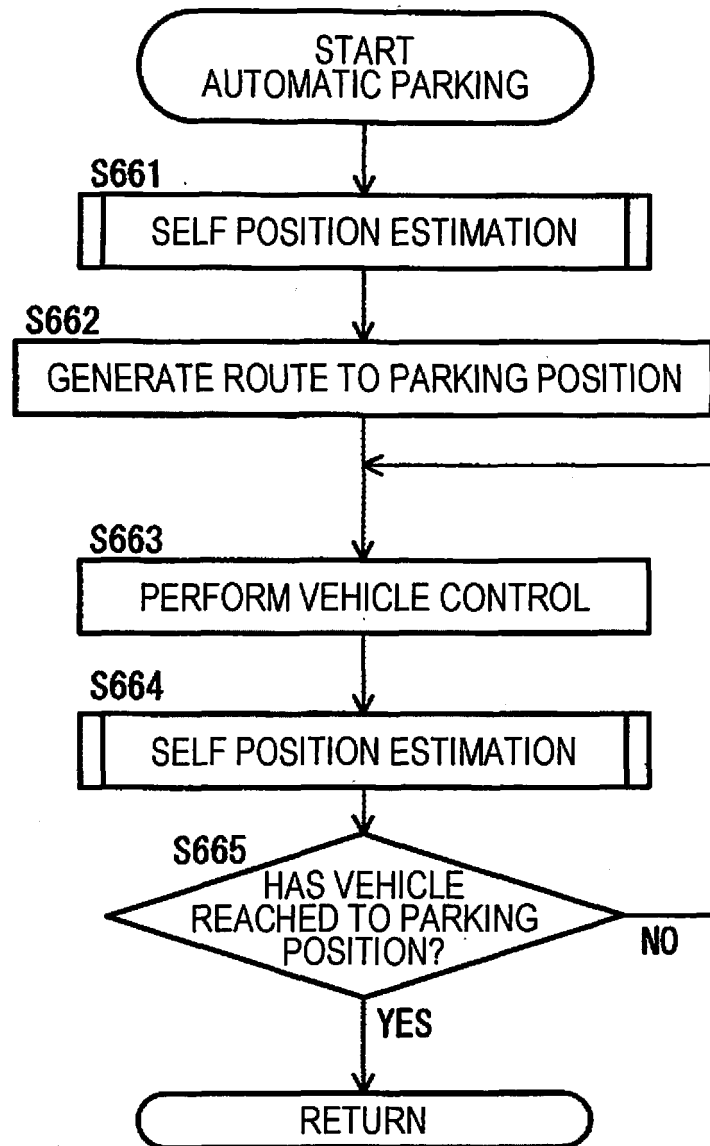 START
AUTOMATIC PARKING
S661
SELF POSITION ESTIMATION
S662
GENERATE ROUTE TO PARKING POSITION
S663
PERFORM VEHICLE CONTROL
S664
SELF POSITION ESTIMATION
S665
HAS VEHICLE
REACHED TO PARKING
POSITION?
NO
YES
RETURN